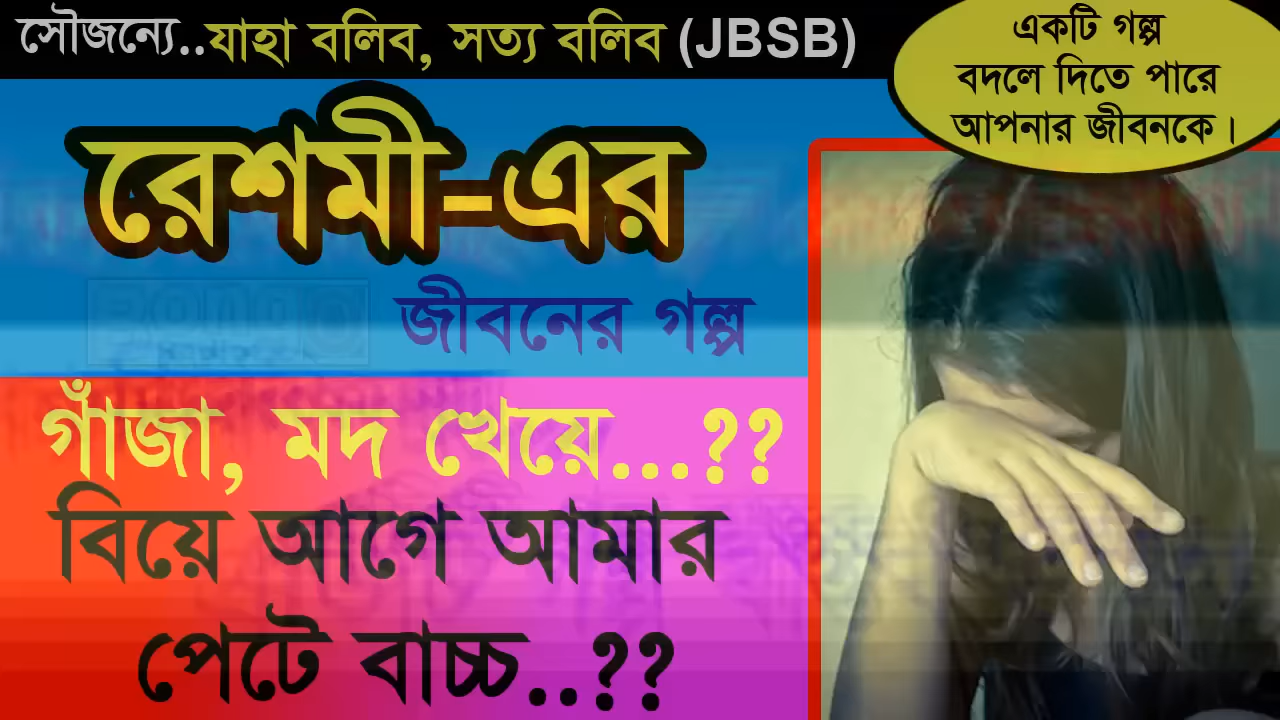 সৌজন্যে..যাহা বলিব, সত্য বলিব (JBSB)
একটি গল্প
বদলে দিতে পারে
আপনার জীবনকে।
রেশমী-এর
জীবনের গল্প
গাঁজা, মদ খেয়ে...??
বিয়ে আগে আমার
পেটে বাচ্চ..??